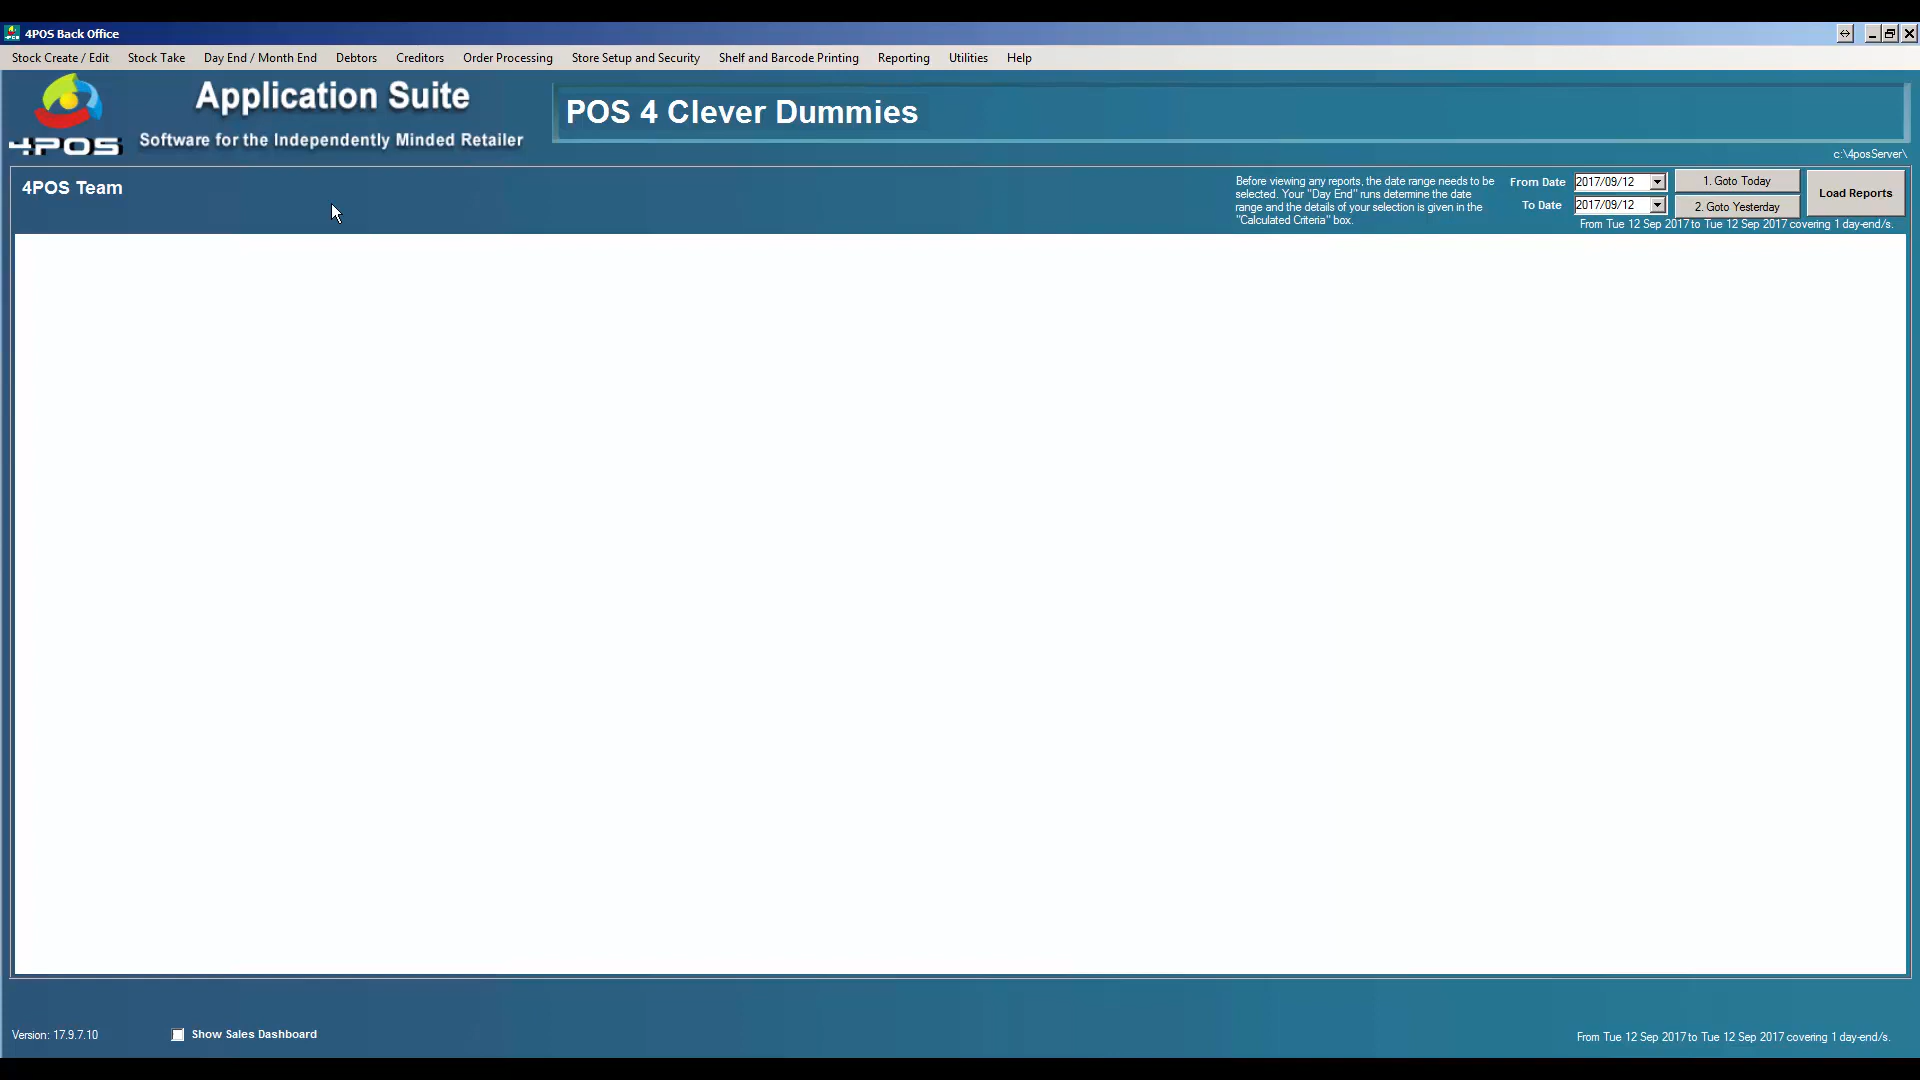 4POS Back Office
Stock Create / Edit Stock Take Day End / Month End Debtors Creditors Order Processing Store Setup and Security Shelf and Barcode Printing Reporting Utilities Help
Application Suite
4POS
Software for the Independently Minded Retailer
POS 4 Clever Dummies
c:\4posServer\
4POS Team
Before viewing any reports, the date range needs to be
selected. Your "Day End" runs determine the date
range and the details of your selection is given in the
"Calculated Criteria" box.
From Date 2017/09/12
To Date 2017/09/12
1. Goto Today
2. Goto Yesterday
Load Reports
From Tue 12 Sep 2017 to Tue 12 Sep 2017 covering 1 day-end/s.
Version: 17.9.7.10
Show Sales Dashboard
From Tue 12 Sep 2017 to Tue 12 Sep 2017 covering 1 day-end/s.